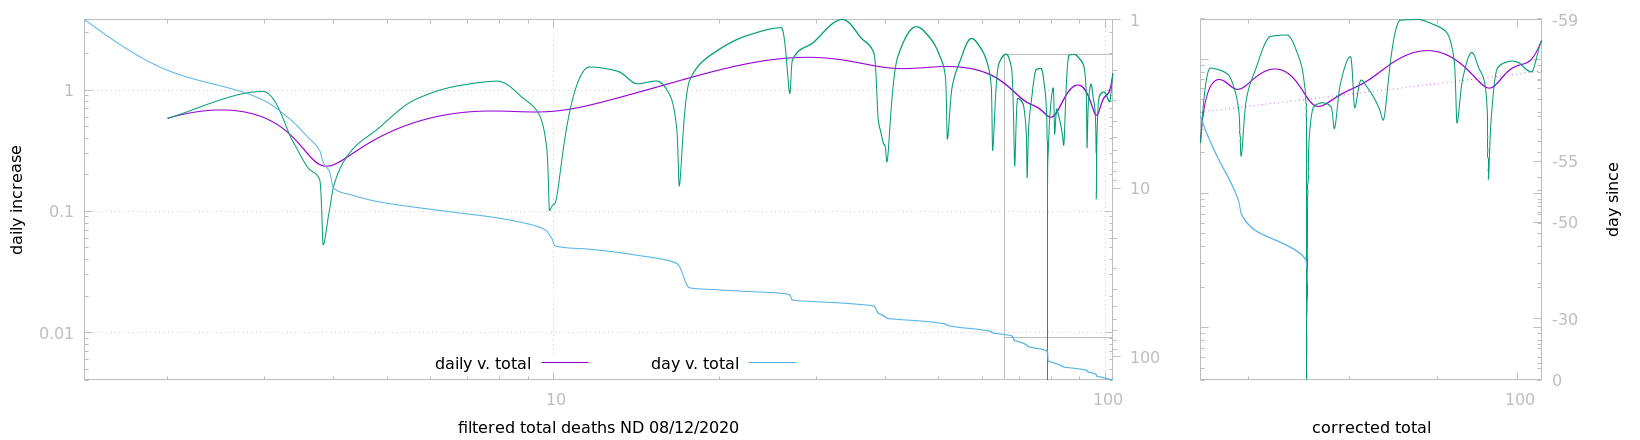 1
-59
1
daily increase
-55
day since
10
0.1
-50
-30
0.01
daily v. total
day v. total
100
0
10
100
100
filtered total deaths ND 08/12/2020
corrected total